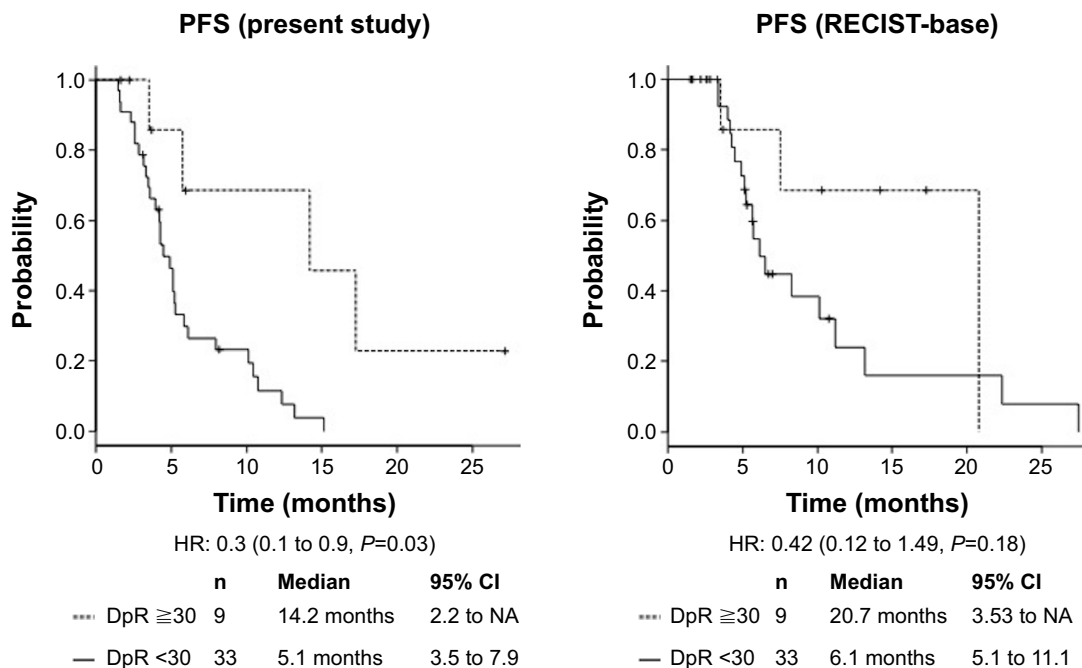 PFS (present study)
1.0
0.8
0.6
0.4
0.2
0.0
Probability
0 5 10 15 20 25
Time (months)
HR: 0.3 (0.1 to 0.9, P=0.03)
n Median 95% CI
DpR ≧30 9 14.2 months 2.2 to NA
DpR <30 33 5.1 months 3.5 to 7.9
PFS (RECIST-base)
1.0
0.8
0.6
0.4
0.2
0.0
Probability
0 5 10 15 20 25
Time (months)
HR: 0.42 (0.12 to 1.49, P=0.18)
n Median 95% CI
DpR ≧30 9 20.7 months 3.53 to NA
DpR <30 33 6.1 months 5.1 to 11.1